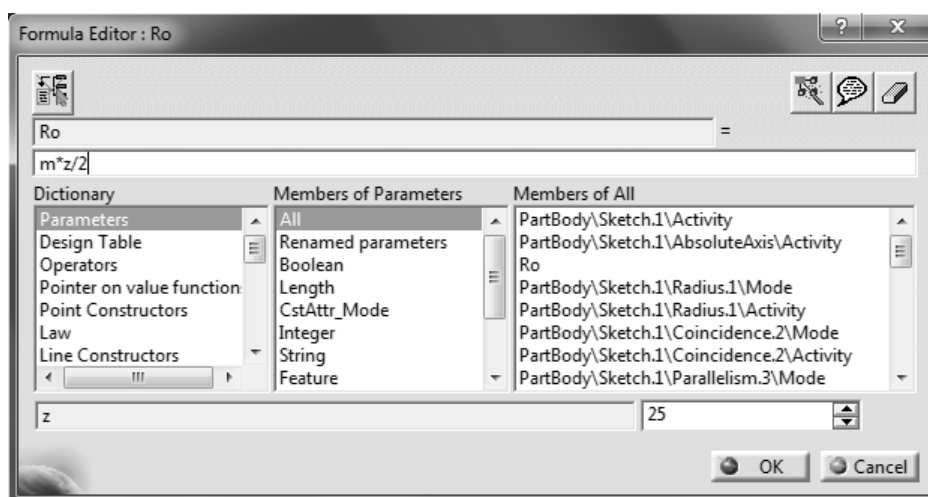 Formula Editor : Ro
? X
Ro =
m*z/2
Dictionary Members of Parameters Members of All
Parameters All PartBody\Sketch.1\Activity
Design Table Renamed parameters PartBody\Sketch.1\AbsoluteAxis\Activity
Operators Boolean Ro
Pointer on value function Length PartBody\Sketch.1\Radius.1\Mode
Point Constructors CstAttr_Mode PartBody\Sketch.1\Radius.1\Activity
Law Integer PartBody\Sketch.1\Coincidence.2\Mode
Line Constructors String PartBody\Sketch.1\Coincidence.2\Activity
Feature PartBody\Sketch.1\Parallelism.3\Mode
z 25
OK Cancel